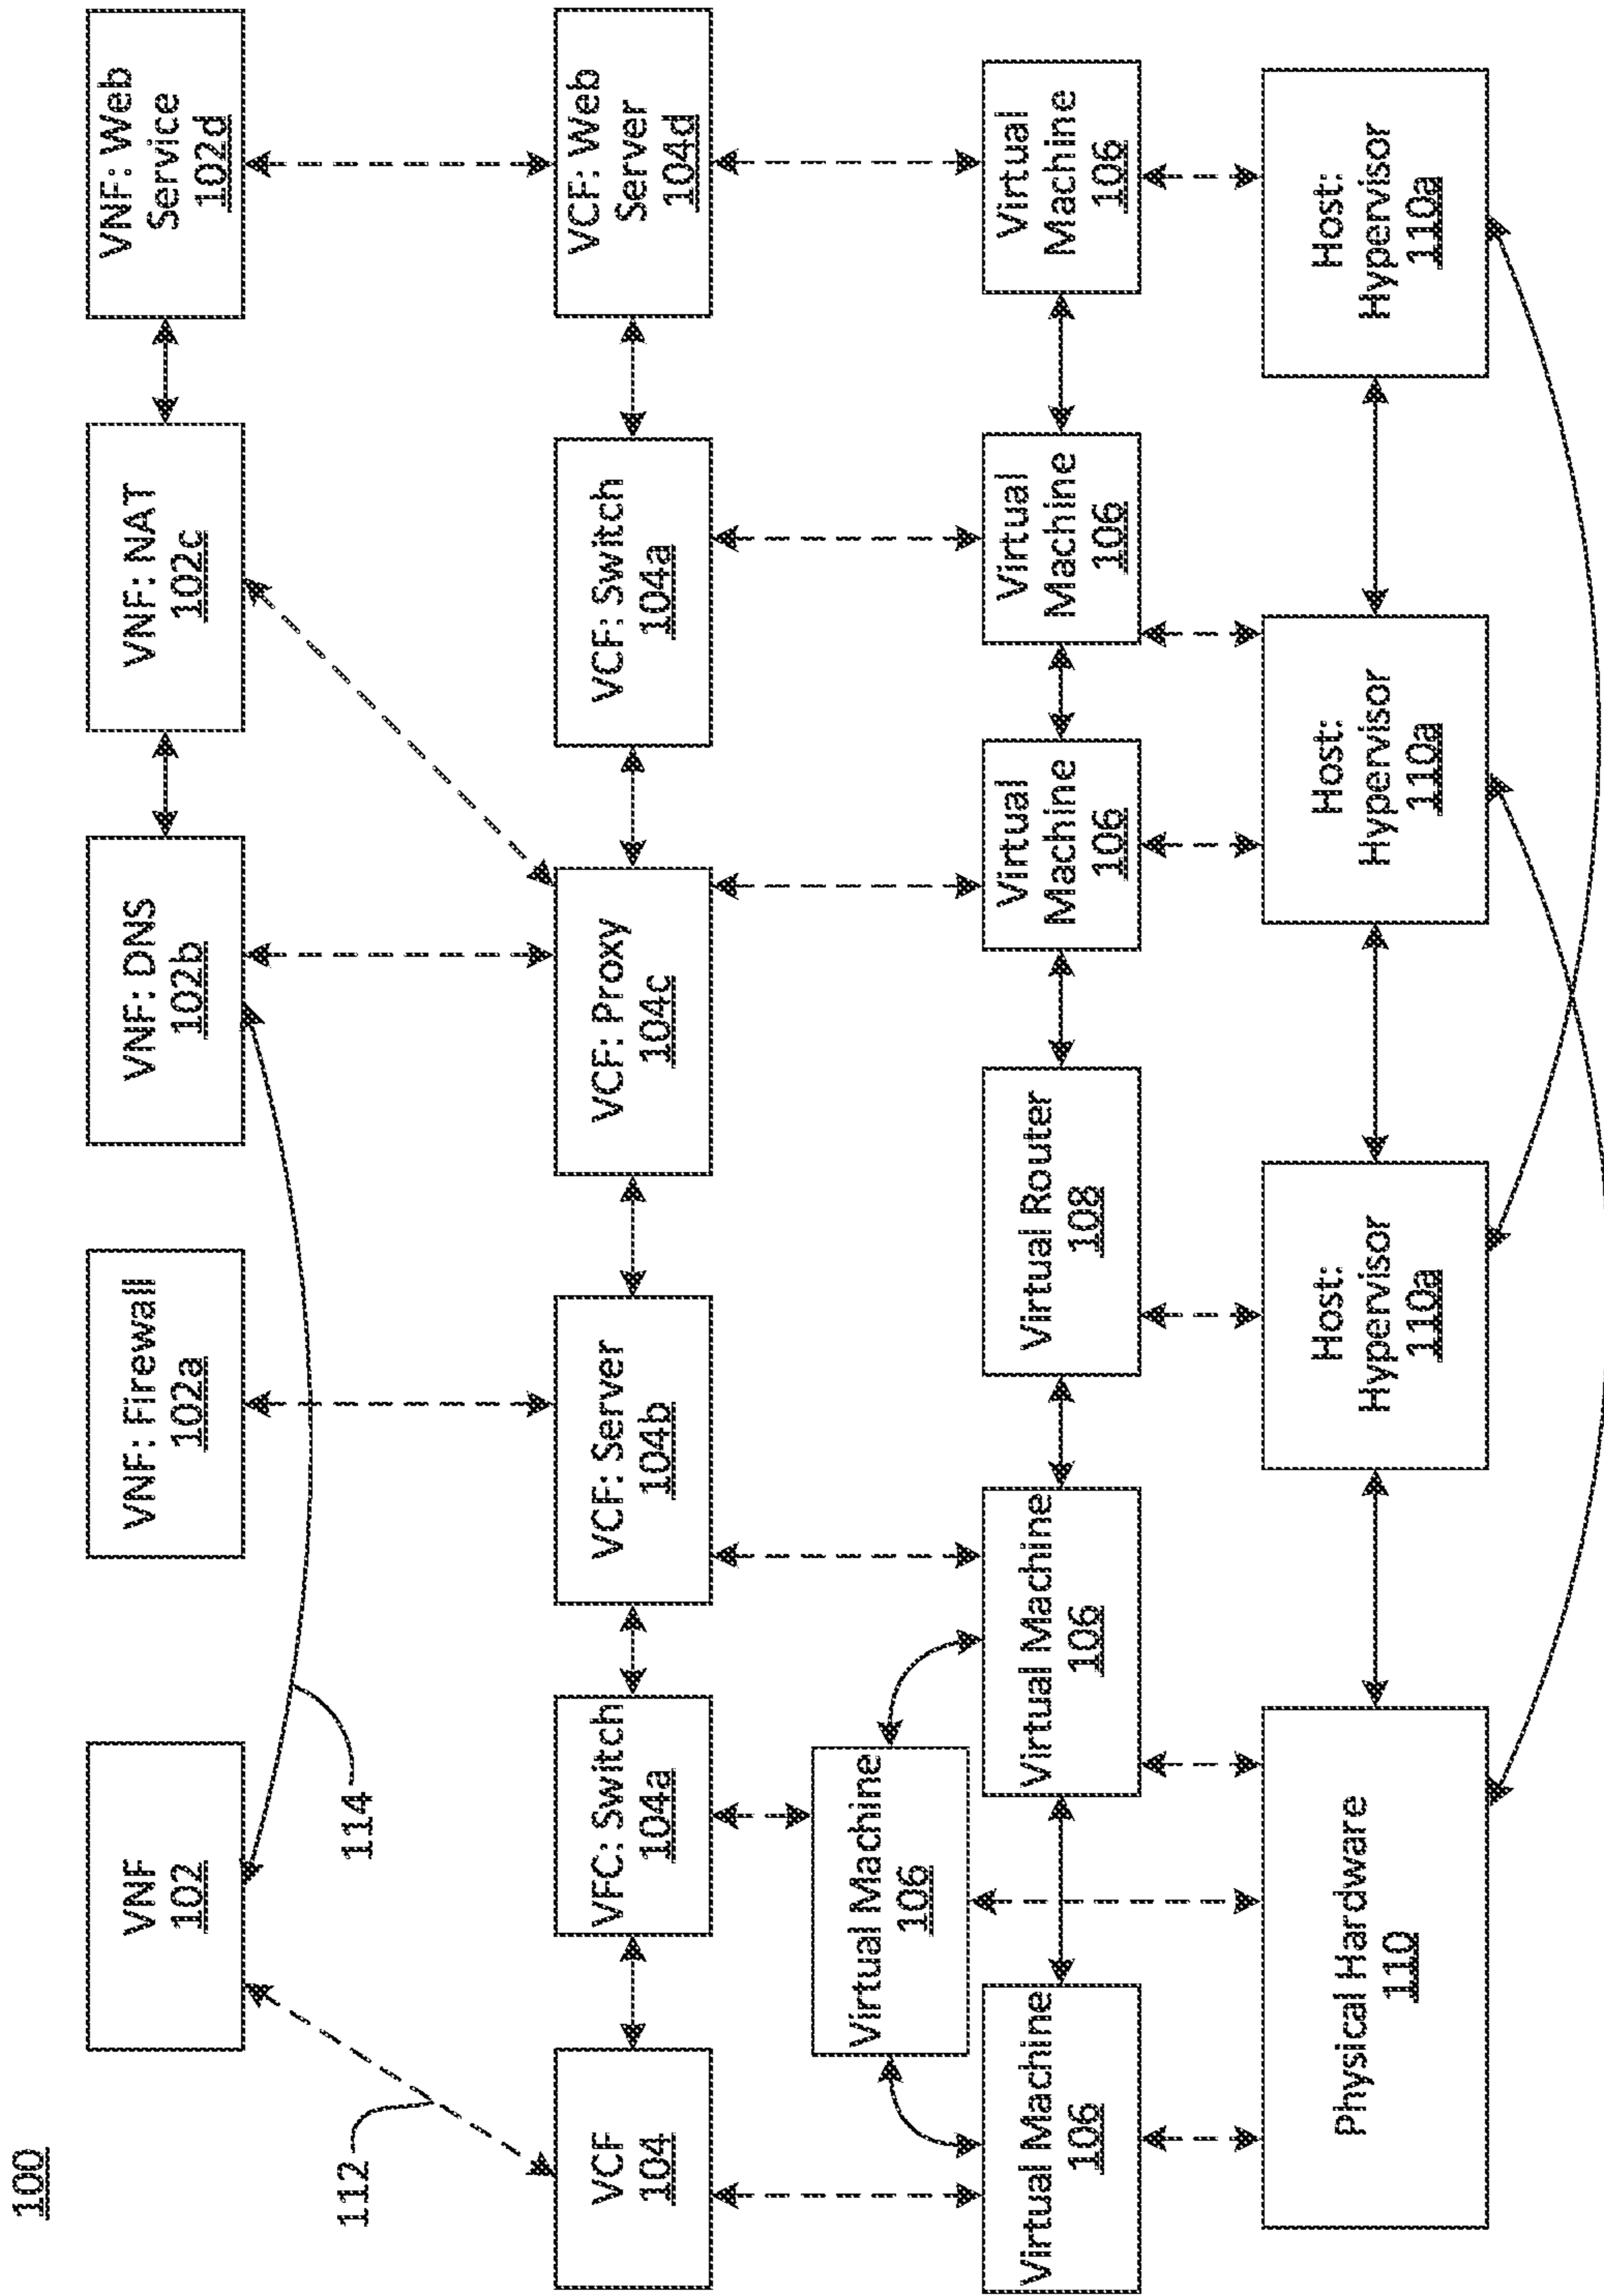 100
VNF
102
VNF: Firewall
102a
VNF: DNS
102b
VNF: NAT
102c
VNF: Web
Service
102d
112
114
VCF
104
VFC: Switch
104a
VCF: Server
104b
VCF: Proxy
104c
VCF: Switch
104a
VCF: Web
Server
104d
Virtual Machine
106
Virtual Machine
106
Virtual Machine
106
Virtual Router
108
Virtual
Machine
106
Virtual
Machine
106
Virtual
Machine
106
Physical Hardware
110
Host:
Hypervisor
110a
Host:
Hypervisor
110a
Host:
Hypervisor
110a